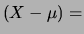 (X − μ) =